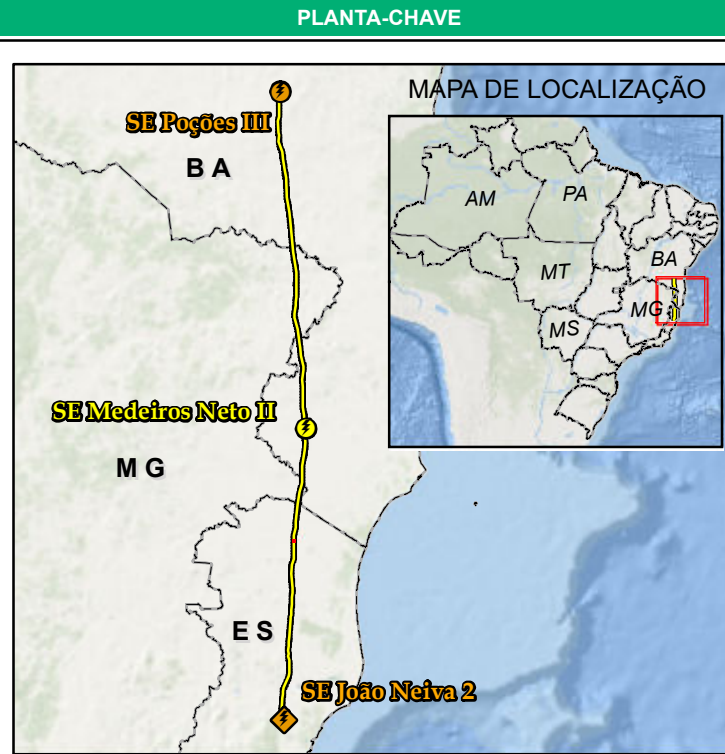 PLANTA-CHAVE
MAPA DE LOCALIZAÇÃO
SE Poções III
BA
AM
PA
BA
MT
MG
MS
SE Medeiros Neto II
MG
ES
SE João Neiva 2